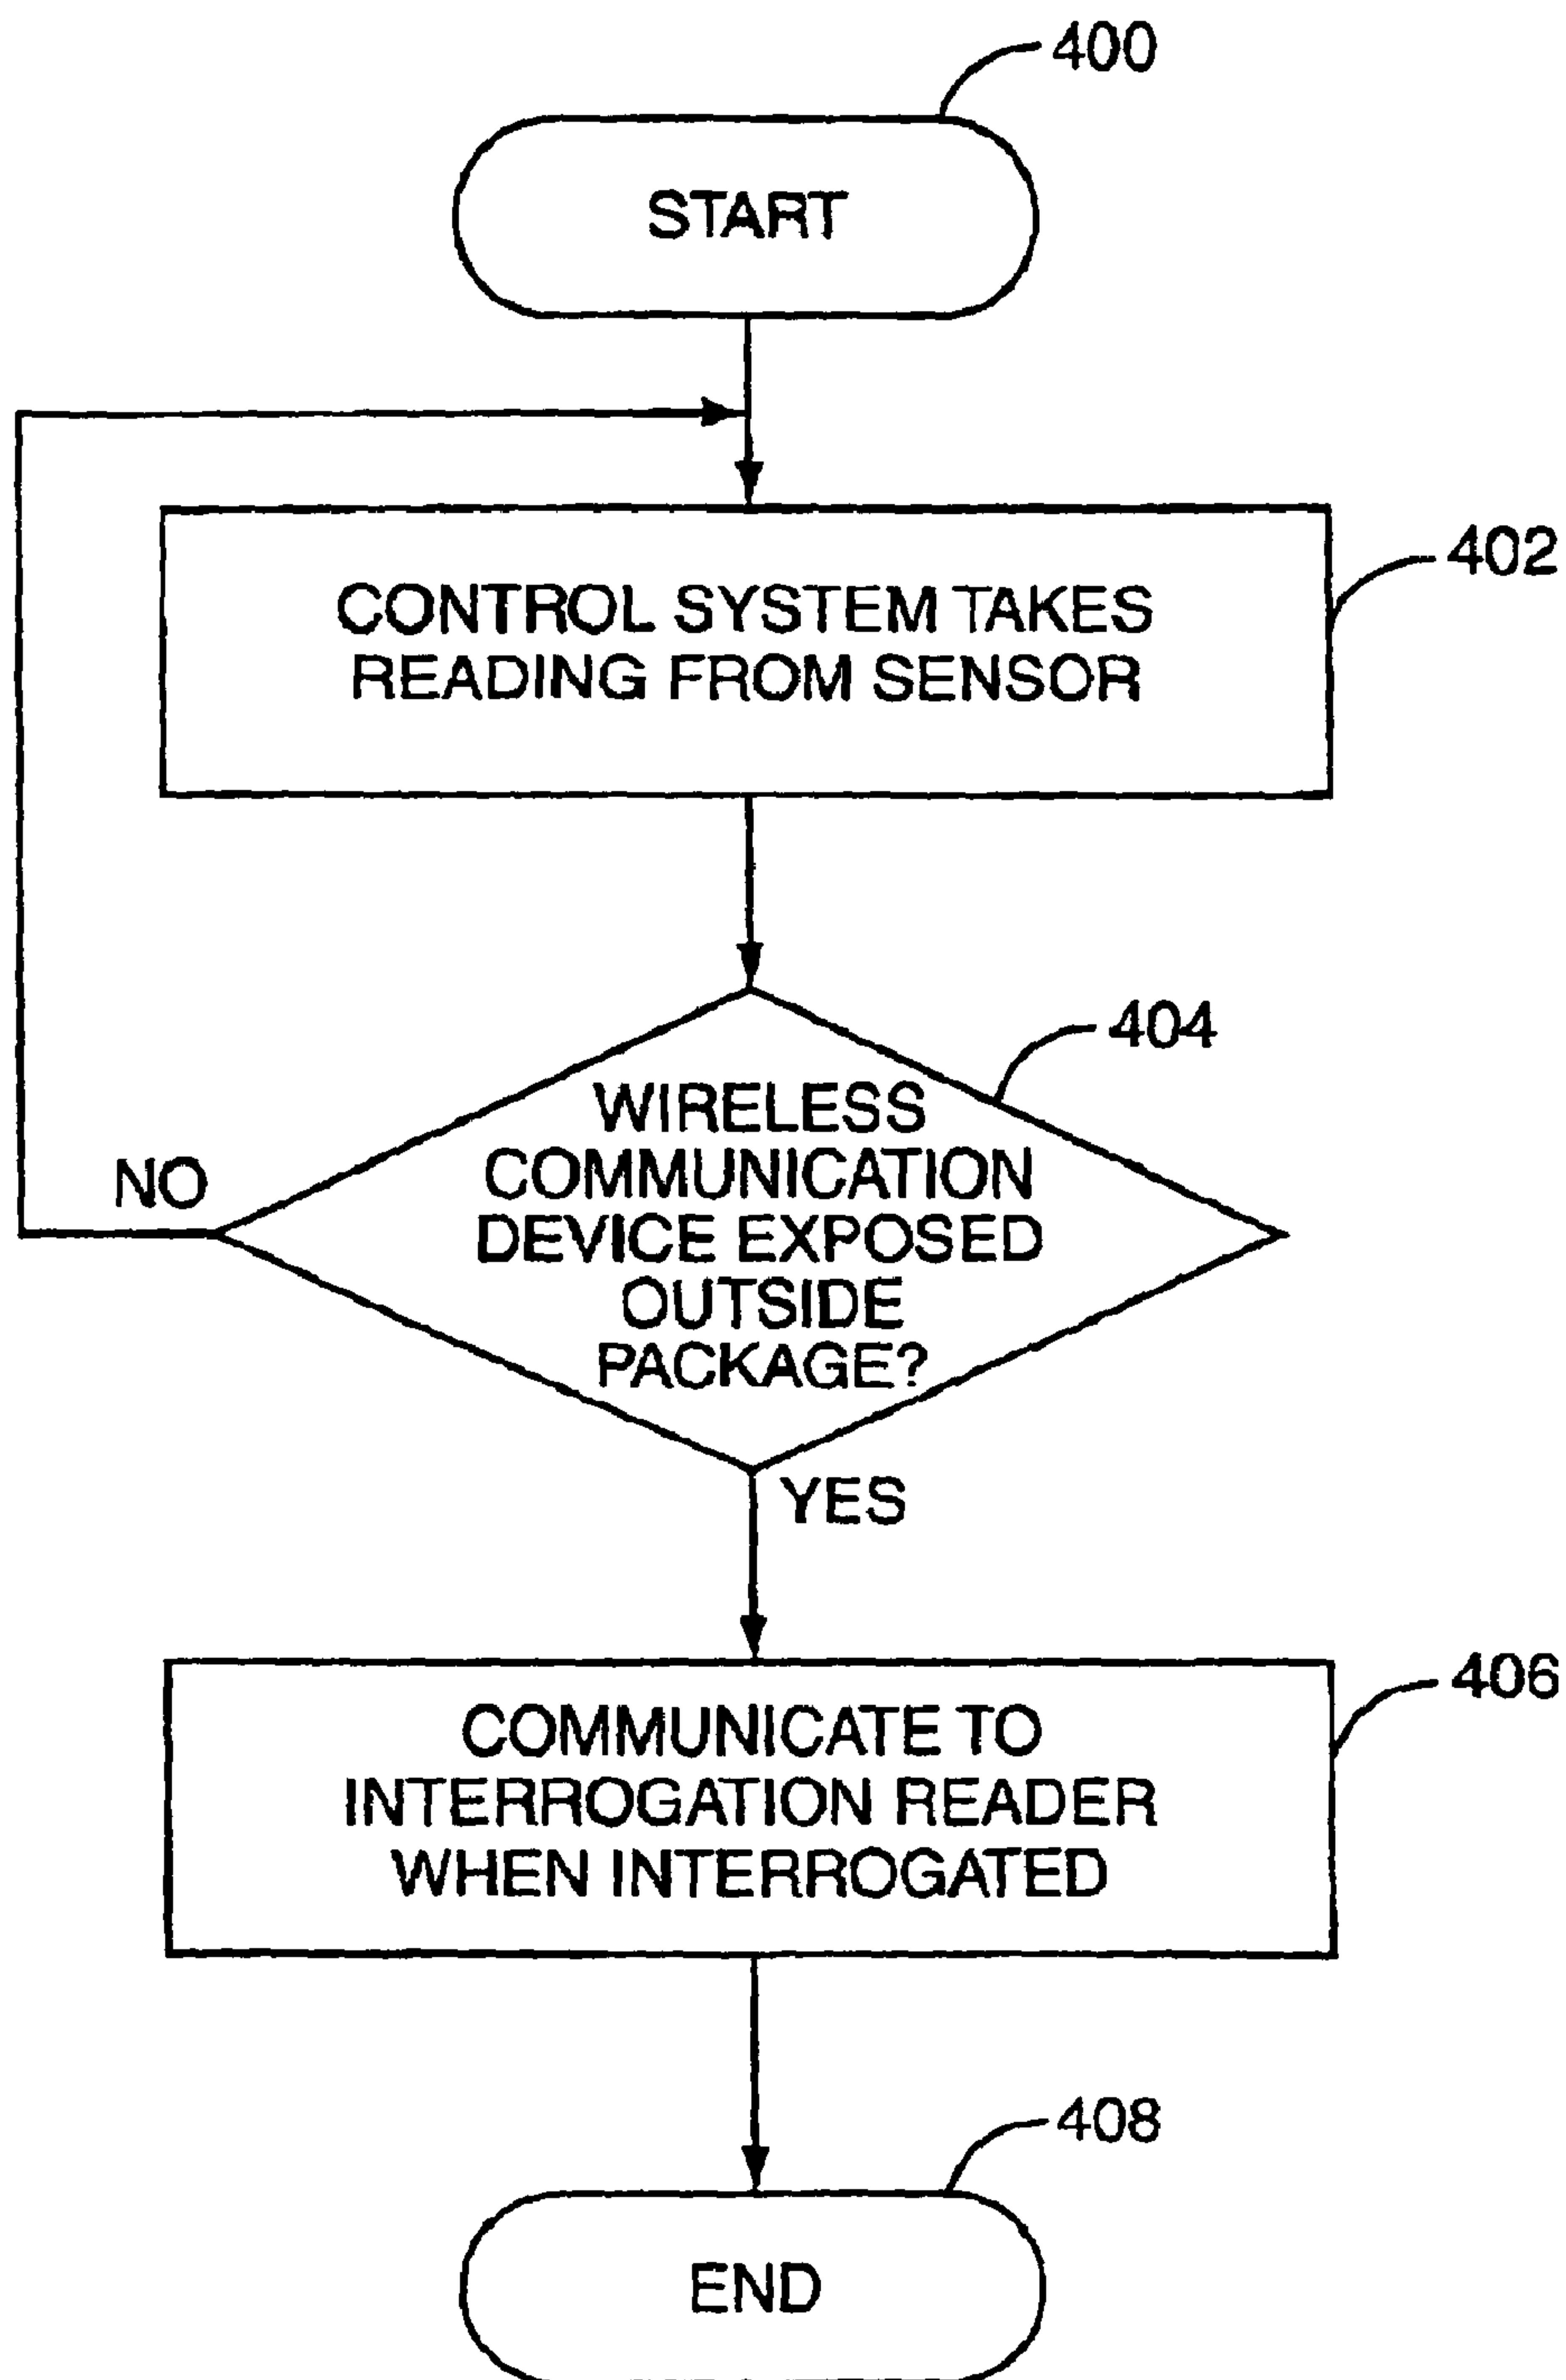 400
START
402
CONTROL SYSTEM TAKES
READING FROM SENSOR
404
WIRELESS
COMMUNICATION
DEVICE EXPOSED
OUTSIDE
PACKAGE?
NO
YES
406
COMMUNICATE TO
INTERROGATION READER
WHEN INTERROGATED
408
END